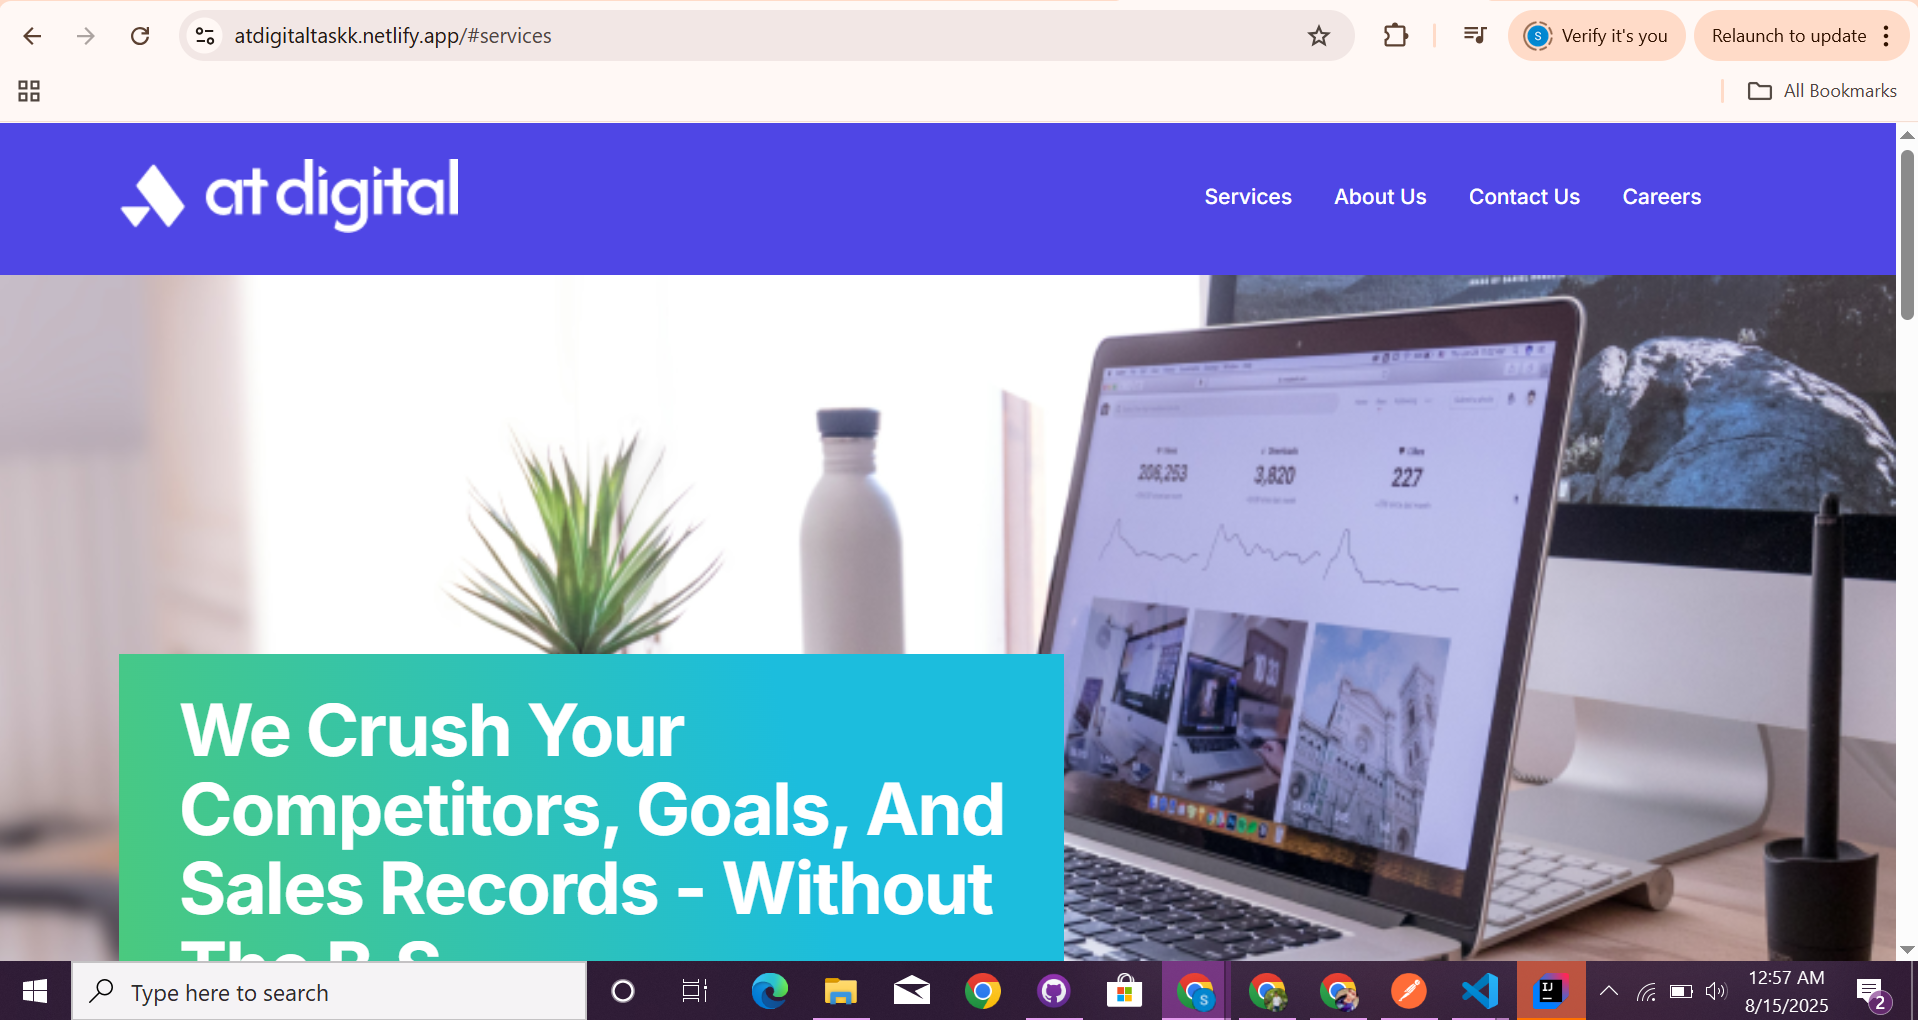 atdigitaltaskk.netlify.app/#services
Verify it's you
Relaunch to update
All Bookmarks
at digital
Services
About Us
Contact Us
Careers
206,253
3,820
227
We Crush Your
Competitors, Goals, And
Sales Records - Without
The B.S.
Type here to search
12:57 AM
8/15/2025
2